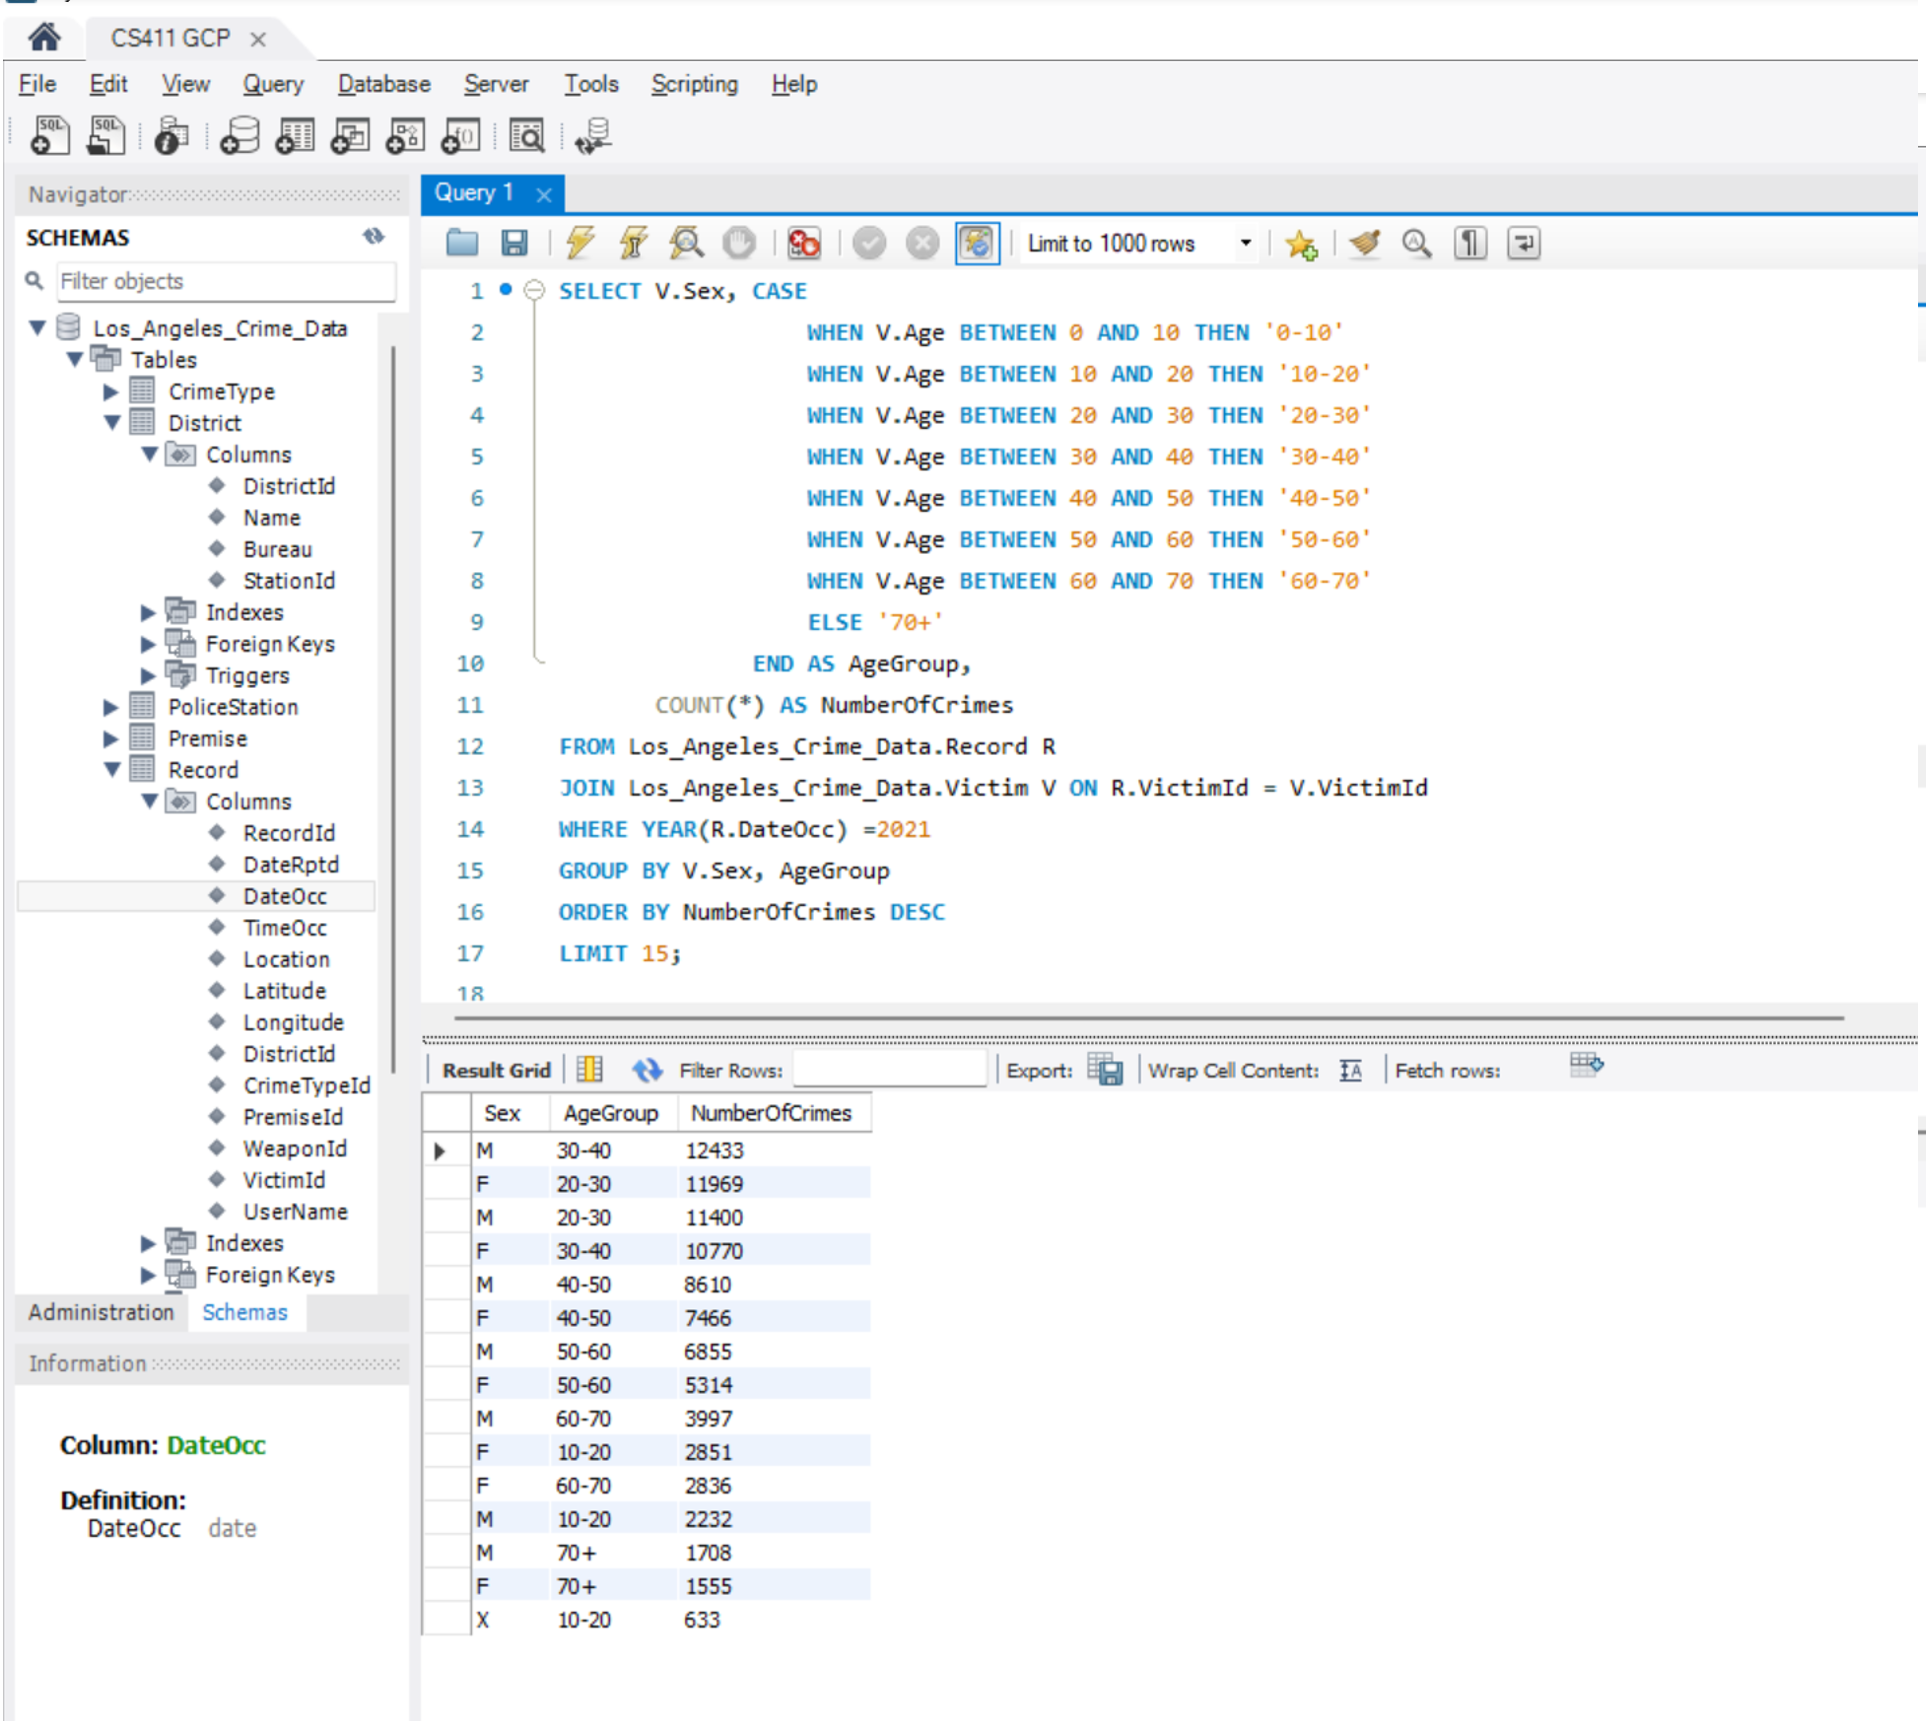 CS411 GCP
File Edit View Query Database Server Tools Scripting Help
Navigator
SCHEMAS
Filter objects
Los_Angeles_Crime_Data
Tables
CrimeType
District
Columns
DistrictId
Name
Bureau
StationId
Indexes
Foreign Keys
Triggers
PoliceStation
Premise
Record
Columns
RecordId
DateRptd
DateOcc
TimeOcc
Location
Latitude
Longitude
DistrictId
CrimeTypeId
PremiseId
WeaponId
VictimId
UserName
Indexes
Foreign Keys
Administration Schemas
Information
Column: DateOcc
Definition:
DateOcc date
Query 1
Limit to 1000 rows
1 SELECT V.Sex, CASE
2 WHEN V.Age BETWEEN 0 AND 10 THEN '0-10'
3 WHEN V.Age BETWEEN 10 AND 20 THEN '10-20'
4 WHEN V.Age BETWEEN 20 AND 30 THEN '20-30'
5 WHEN V.Age BETWEEN 30 AND 40 THEN '30-40'
6 WHEN V.Age BETWEEN 40 AND 50 THEN '40-50'
7 WHEN V.Age BETWEEN 50 AND 60 THEN '50-60'
8 WHEN V.Age BETWEEN 60 AND 70 THEN '60-70'
9 ELSE '70+'
10 END AS AgeGroup,
11 COUNT(*) AS NumberOfCrimes
12 FROM Los_Angeles_Crime_Data.Record R
13 JOIN Los_Angeles_Crime_Data.Victim V ON R.VictimId = V.VictimId
14 WHERE YEAR(R.DateOcc) =2021
15 GROUP BY V.Sex, AgeGroup
16 ORDER BY NumberOfCrimes DESC
17 LIMIT 15;
18
Result Grid Filter Rows: Export: Wrap Cell Content: Fetch rows:
Sex AgeGroup NumberOfCrimes
M 30-40 12433
F 20-30 11969
M 20-30 11400
F 30-40 10770
M 40-50 8610
F 40-50 7466
M 50-60 6855
F 50-60 5314
M 60-70 3997
F 10-20 2851
F 60-70 2836
M 10-20 2232
M 70+ 1708
F 70+ 1555
X 10-20 633